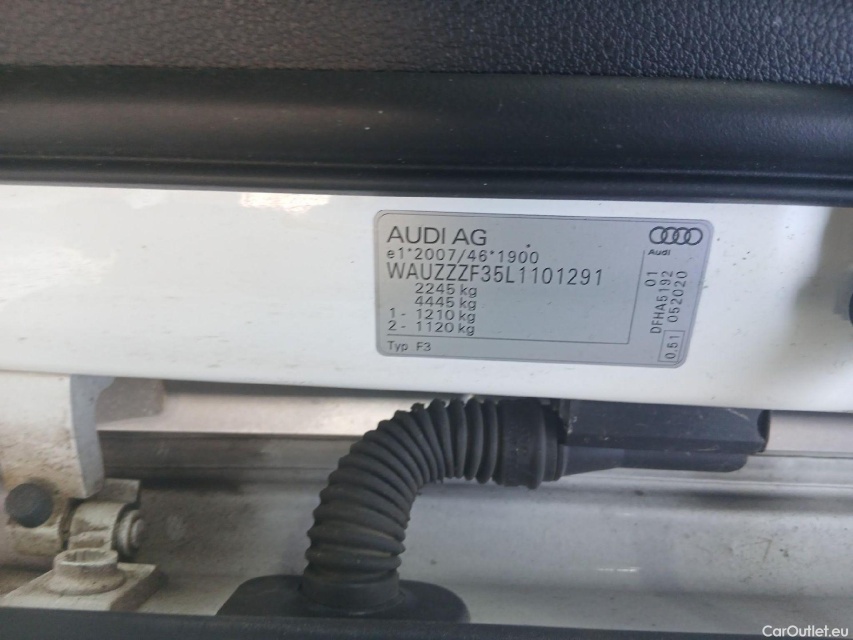 AUDI AG
e1*2007/46*1900
WAUZZZF35L1101291
2245 kg
4445 kg
1 - 1210 kg
2 - 1120 kg
Typ F3
Audi
01
DFHA5192
052020
0.51
CarOutlet.eu